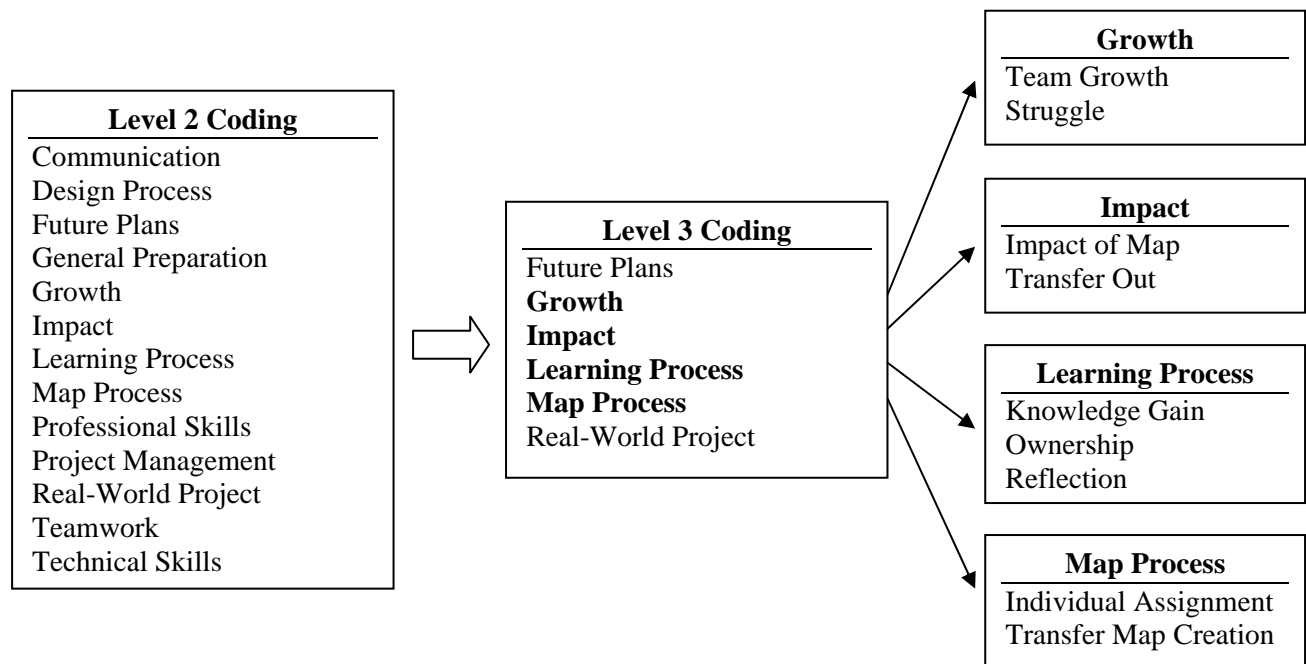 Level 2 Coding
Communication
Design Process
Future Plans
General Preparation
Growth
Impact
Learning Process
Map Process
Professional Skills
Project Management
Real-World Project
Teamwork
Technical Skills
Level 3 Coding
Future Plans
Growth
Impact
Learning Process
Map Process
Real-World Project
Growth
Team Growth
Struggle
Impact
Impact of Map
Transfer Out
Learning Process
Knowledge Gain
Ownership
Reflection
Map Process
Individual Assignment
Transfer Map Creation